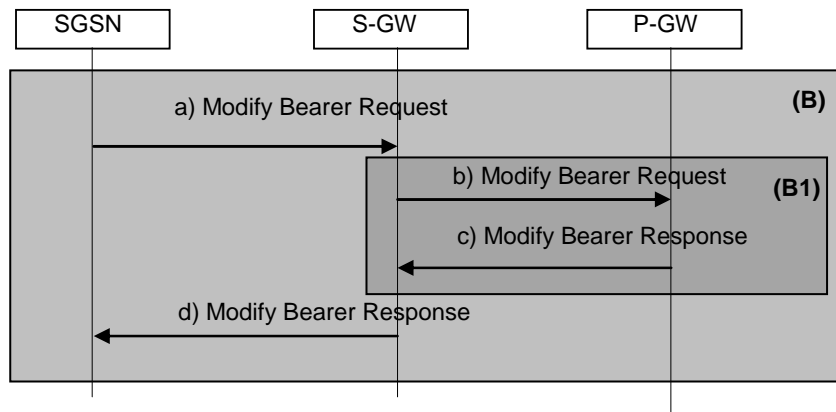 SGSN
S-GW
P-GW
(B)
a) Modify Bearer Request
b) Modify Bearer Request
(B1)
c) Modify Bearer Response
d) Modify Bearer Response